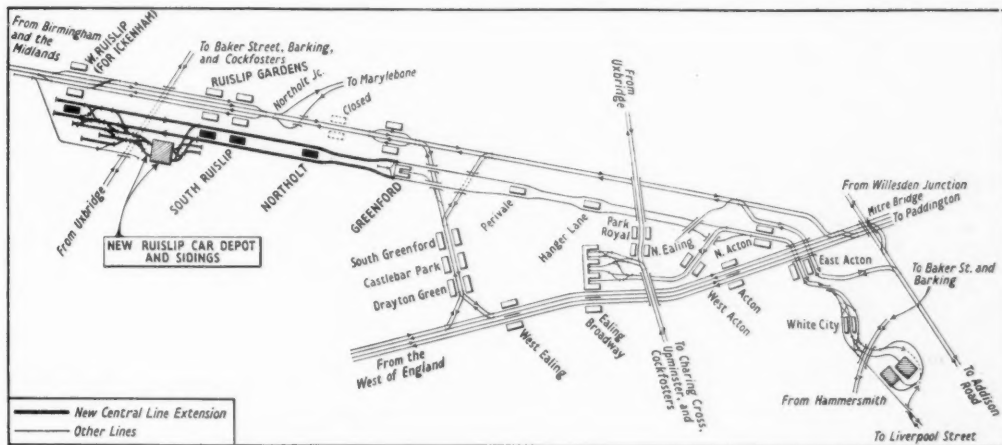 From Birmingham
and the
Midlands
W. RUISLIP
(FOR ICKENHAM)
To Baker Street, Barking,
and Cockfosters
RUISLIP GARDENS
Northolt Jc.
To Marylebone
Closed
From
Uxbridge
SOUTH RUISLIP
NORTHOLT
GREENFORD
Perivale
Hanger Lane
Park
Royal
N. Ealing
N. Acton
From Willesden Junction
Mitre Bridge
To Paddington
From Uxbridge
NEW RUISLIP CAR DEPOT
AND SIDINGS
South Greenford
Castlebar Park
Drayton Green
East Acton
To Baker St. and
Barking
Acton
West Acton
White City
From the
West of England
West Ealing
Ealing
Broadway
To Charing Cross,
Upminster, and
Cockfosters
From Hammersmith
To Addison
Road
To Liverpool Street
New Central Line Extension
Other Lines